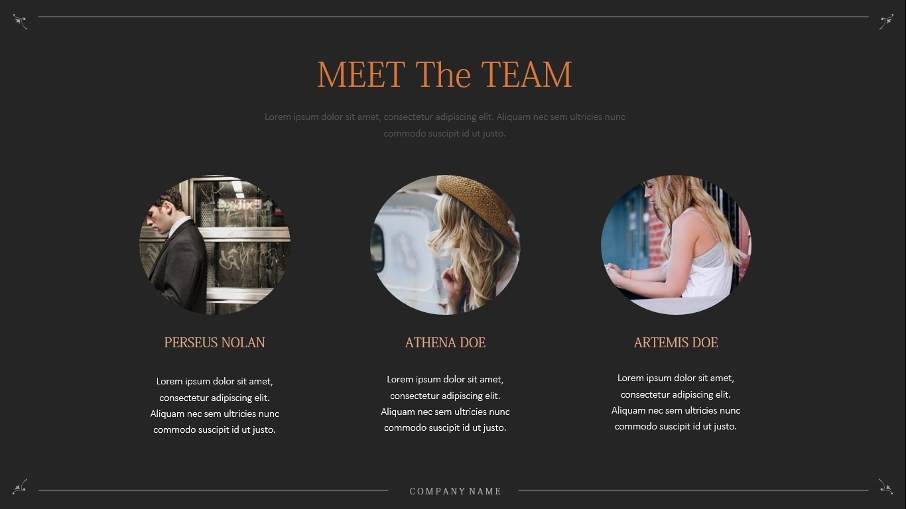 MEET The TEAM
Lorem ipsum dolor sit amet, consectetur adipiscing elit. Aliquam nec sem ultricies nunc
commodo suscipit id ut justo.
PERSEUS NOLAN
Lorem ipsum dolor sit amet,
consectetur adipiscing elit.
Aliquam nec sem ultricies nunc
commodo suscipit id ut justo.
ATHENA DOE
Lorem ipsum dolor sit amet,
consectetur adipiscing elit.
Aliquam nec sem ultricies nunc
commodo suscipit id ut justo.
ARTEMIS DOE
Lorem ipsum dolor sit amet,
consectetur adipiscing elit.
Aliquam nec sem ultricies nunc
commodo suscipit id ut justo.
COMPANY NAME